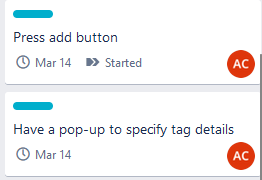 Press add button
Mar 14 Started
AC
Have a pop-up to specify tag details
Mar 14
AC